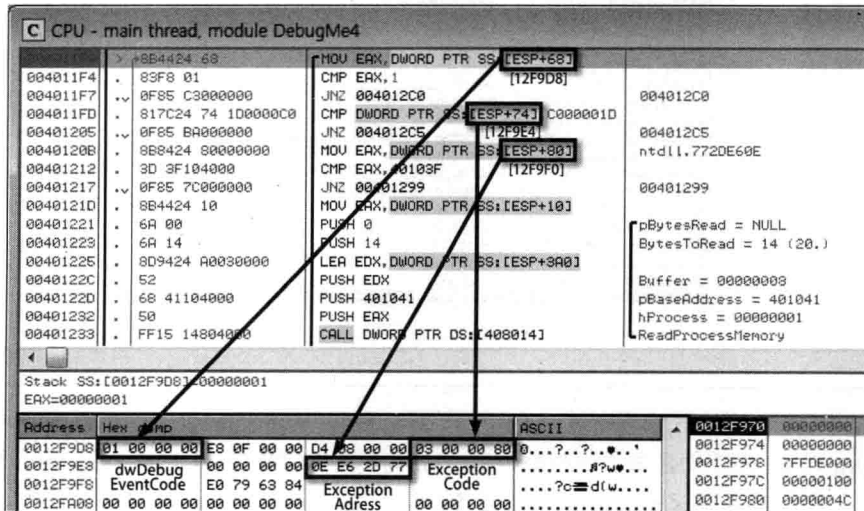 C CPU - main thread, module DebugMe4
> 8B4424 68 MOV EAX,DWORD PTR SS:[ESP+68]
004011F4 . 83F8 01 CMP EAX,1 [12F9D8]
004011F7 .v 0F85 C3000000 JNZ 004012C0 004012C0
004011FD . 817C24 74 1D0000C0 CMP DWORD PTR SS:[ESP+74] C000001D
00401205 .v 0F85 BA000000 JNZ 004012C5 [12F9E4] 004012C5
0040120B . 8B8424 80000000 MOV EAX,DWORD PTR SS:[ESP+80] ntdll.772DE60E
00401212 . 3D 3F104000 CMP EAX,40103F [12F9F0]
00401217 .v 0F85 7C000000 JNZ 00401299 00401299
0040121D . 8B4424 10 MOV EAX,DWORD PTR SS:[ESP+10]
00401221 . 6A 00 PUSH 0 pBytesRead = NULL
00401223 . 6A 14 PUSH 14 BytesToRead = 14 (20.)
00401225 . 8D9424 A0030000 LEA EDX,DWORD PTR SS:[ESP+3A0]
0040122C . 52 PUSH EDX Buffer = 00000008
0040122D . 68 41104000 PUSH 401041 pBaseAddress = 401041
00401232 . 50 PUSH EAX hProcess = 00000001
00401233 . FF15 14804000 CALL DWORD PTR DS:[408014] ReadProcessMemory
Stack SS:[0012F9D8]=00000001
EAX=00000001
Address Hex dump ASCII 0012F970 00000000
0012F9D8 01 00 00 00 E8 0F 00 00 D4 08 00 00 03 00 00 80 0012F974 00000000
0012F9E8 dwDebug 00 00 00 00 0E E6 2D 77 Exception 0012F978 7FFDE000
0012F9F8 EventCode E0 79 63 84 Exception Code 0012F97C 00000100
0012FA08 00 00 00 00 00 00 00 00 Adress 00 00 00 00 ................ 0012F980 0000004C